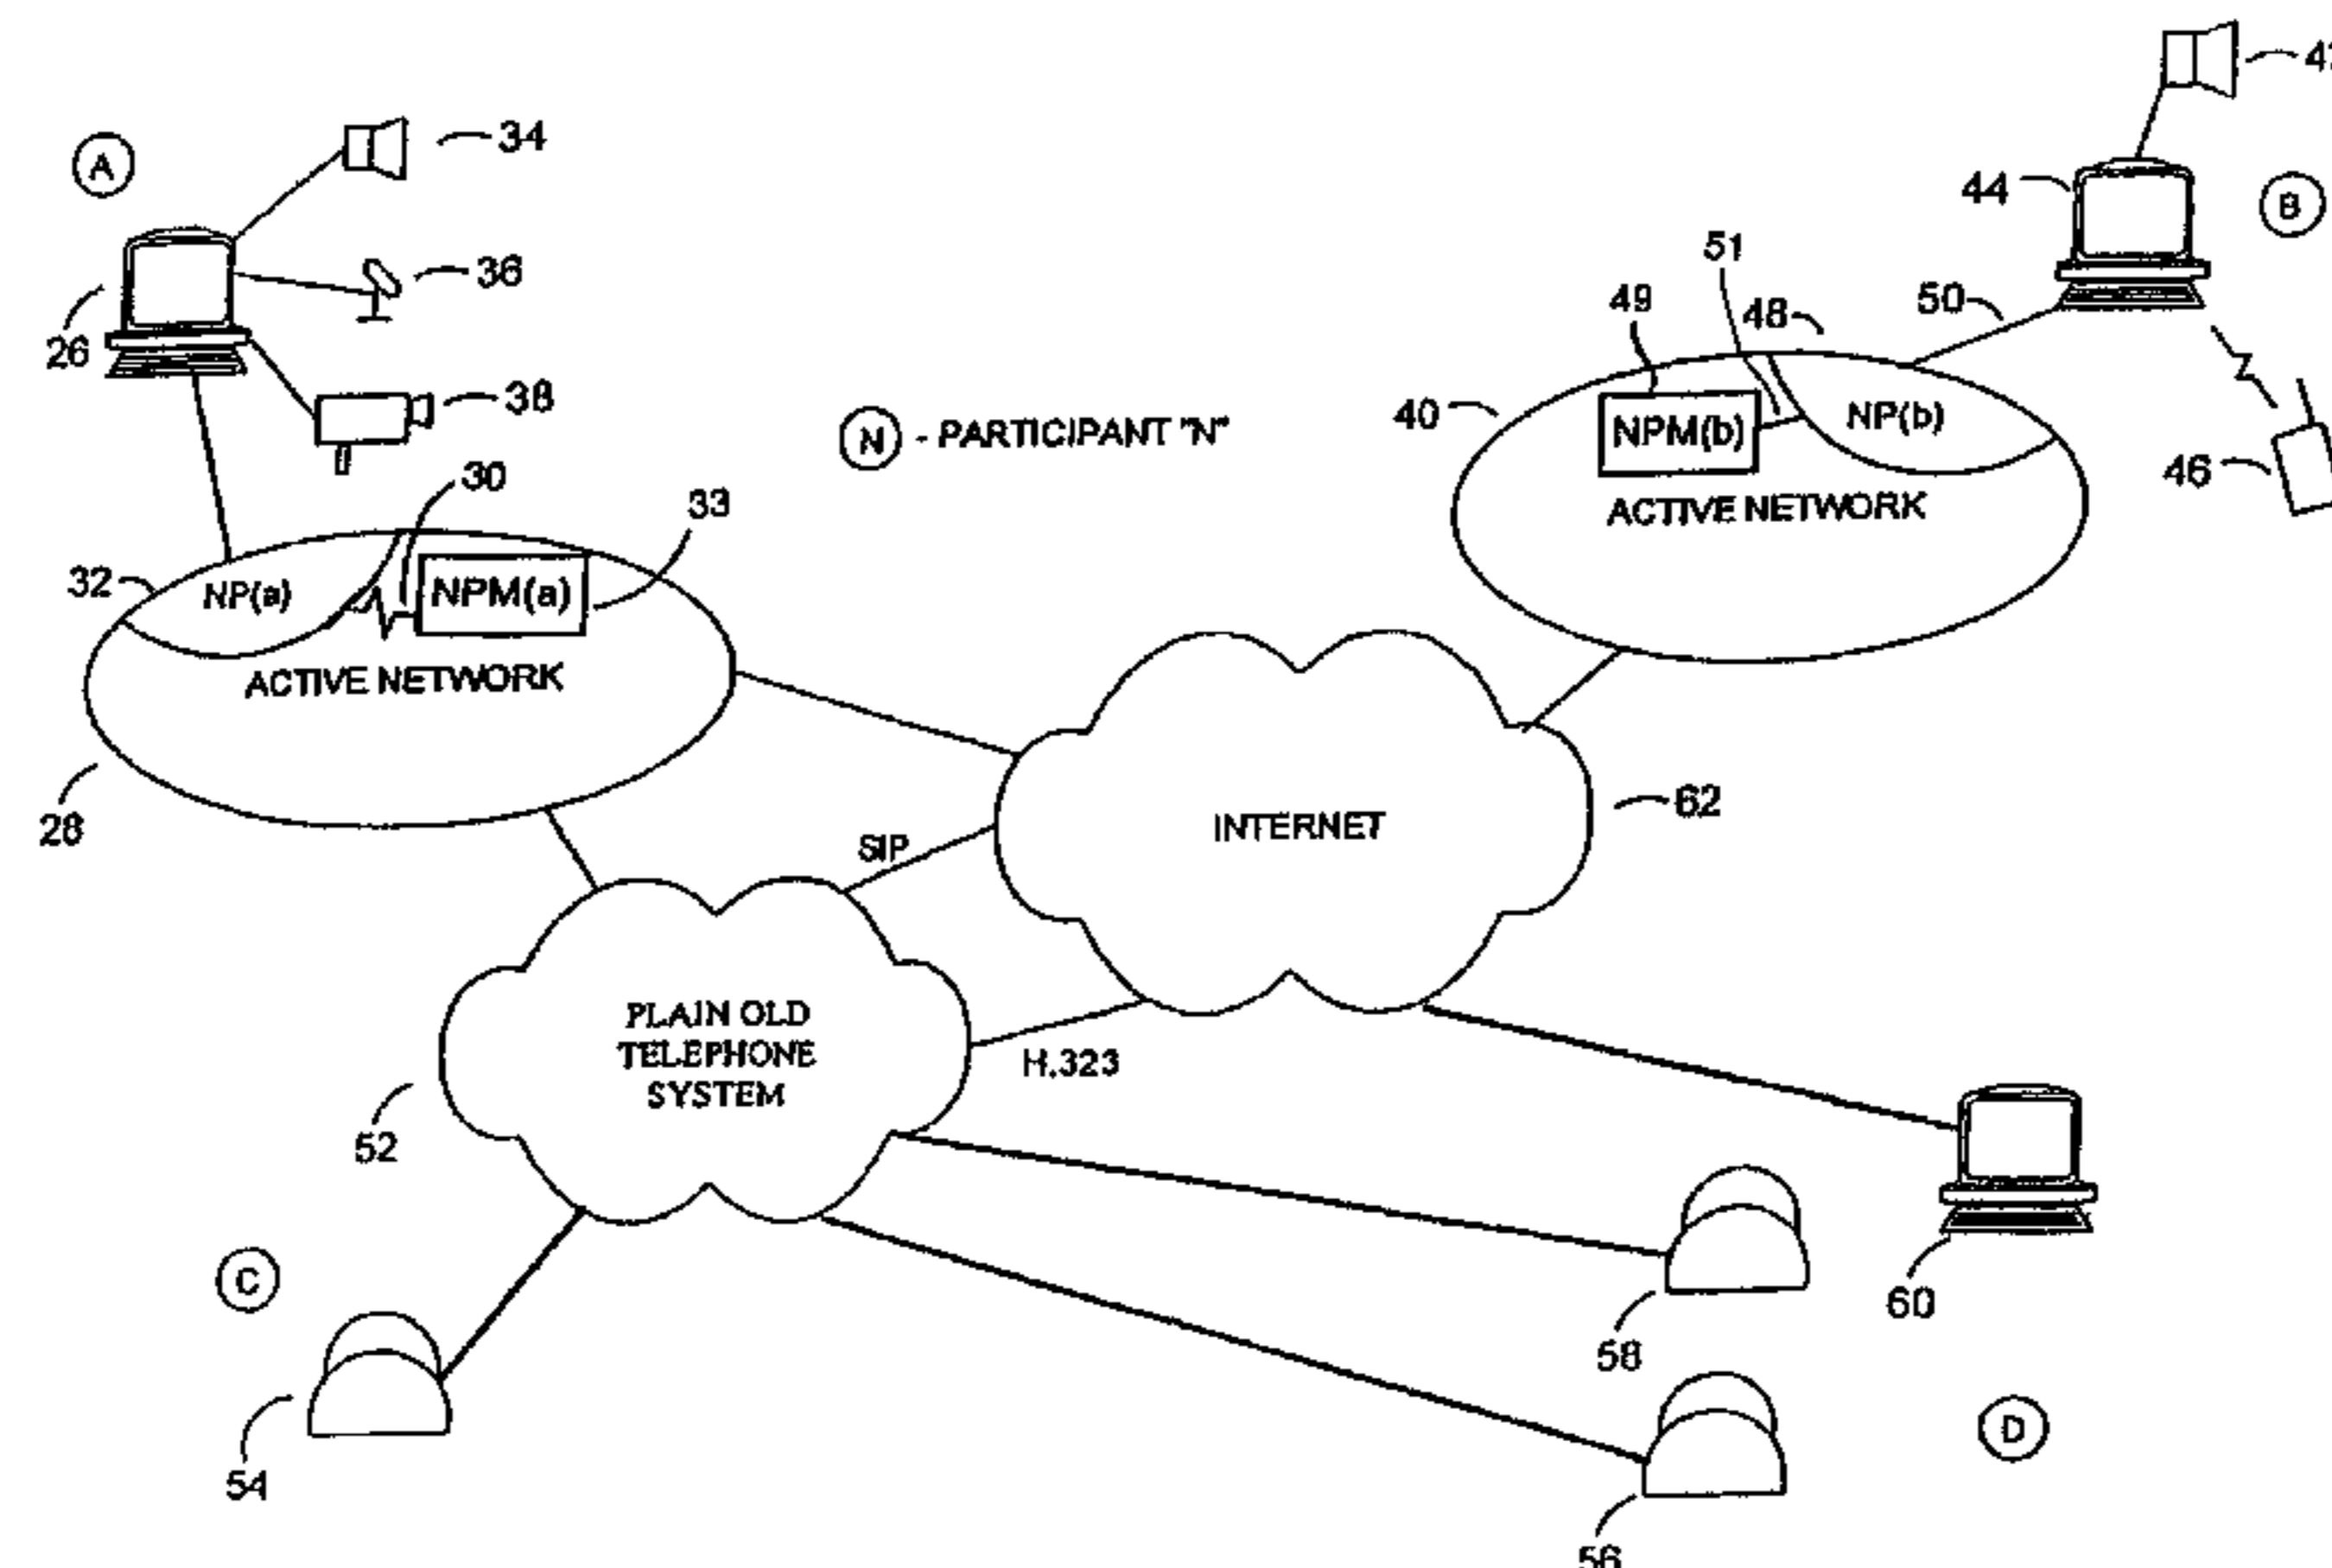 34
A
36
26
38
N - PARTICIPANT "N"
30
33
32
NP(a)
NPM(a)
ACTIVE NETWORK
28
44
B
51
49
48
50
40
NPM(b)
NP(b)
46
ACTIVE NETWORK
62
INTERNET
SIP
PLAIN OLD
TELEPHONE
SYSTEM
H.323
52
C
54
58
60
D
56